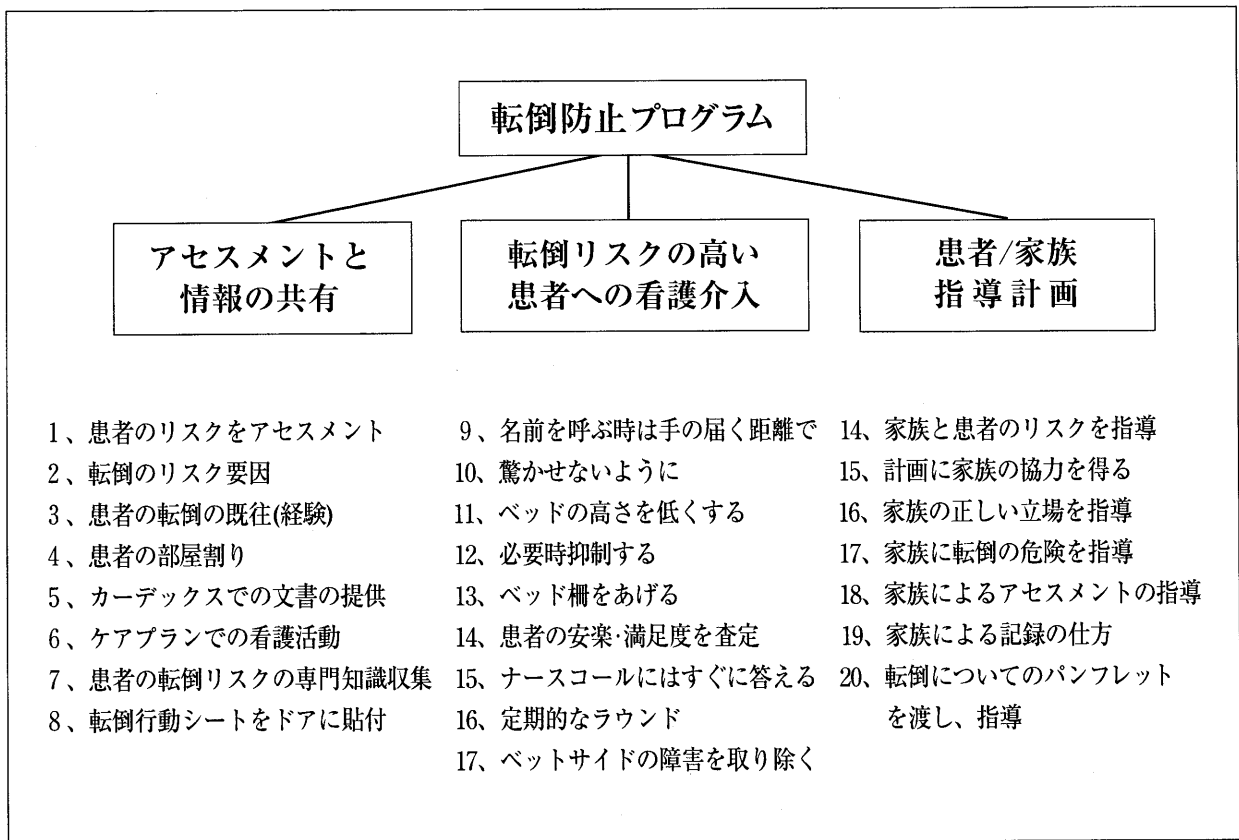 転倒防止プログラム
アセスメントと
情報の共有
転倒リスクの高い
患者への看護介入
患者/家族
指導計画
1、患者のリスクをアセスメント
2、転倒のリスク要因
3、患者の転倒の既往(経験)
4、患者の部屋割り
5、カーデックスでの文書の提供
6、ケアプランでの看護活動
7、患者の転倒リスクの専門知識収集
8、転倒行動シートをドアに貼付
9、名前を呼ぶ時は手の届く距離で
10、驚かせないように
11、ベッドの高さを低くする
12、必要時抑制する
13、ベッド柵をあげる
14、患者の安楽·満足度を査定
15、ナースコールにはすぐに答える
16、定期的なラウンド
17、ベットサイドの障害を取り除く
14、家族と患者のリスクを指導
15、計画に家族の協力を得る
16、家族の正しい立場を指導
17、家族に転倒の危険を指導
18、家族によるアセスメントの指導
19、家族による記録の仕方
20、転倒についてのパンフレット
を渡し、指導